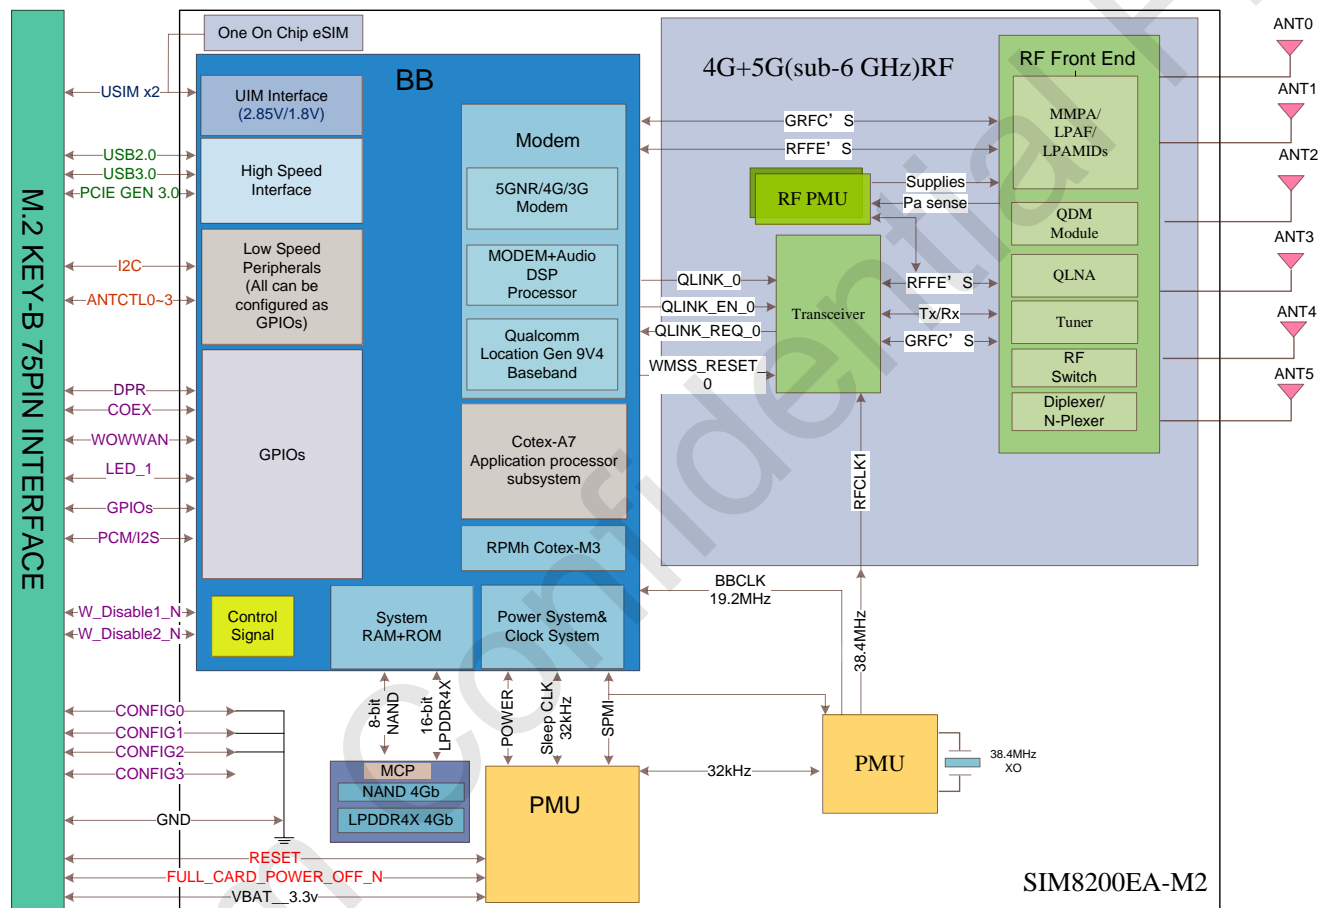 One On Chip eSIM
BB
4G+5G(sub-6 GHz)RF
RF Front End
ANT0
ANT1
ANT2
ANT3
ANT4
ANT5
M.2 KEY-B 75PIN INTERFACE
USIM x2
USB2.0
USB3.0
PCIE GEN 3.0
I2C
ANTCTL0~3
DPR
COEX
WOWWAN
LED_1
GPIOs
PCM/I2S
W_Disable1_N
W_Disable2_N
CONFIG0
CONFIG1
CONFIG2
CONFIG3
GND
RESET
FULL_CARD_POWER_OFF_N
VBAT__3.3v
UIM Interface
(2.85V/1.8V)
High Speed
Interface
Low Speed
Peripherals
(All can be
configured as
GPIOs)
GPIOs
Control
Signal
Modem
5GNR/4G/3G
Modem
MODEM+Audio
DSP
Processor
Qualcomm
Location Gen 9V4
Baseband
Cotex-A7
Application processor
subsystem
RPMh Cotex-M3
System
RAM+ROM
Power System&
Clock System
GRFC' S
RFFE' S
RF PMU
Supplies
Pa sense
Transceiver
QLINK_0
QLINK_EN_0
QLINK_REQ_0
WMSS_RESET_
0
RFFE' S
Tx/Rx
GRFC' S
MMPA/
LPAF/
LPAMIDs
QDM
Module
QLNA
Tuner
RF
Switch
Diplexer/
N-Plexer
RFCLK1
38.4MHz
BBCLK
19.2MHz
8-bit
NAND
16-bit
LPDDR4X
POWER
Sleep CLK
32kHz
SPMI
MCP
NAND 4Gb
LPDDR4X 4Gb
PMU
32kHz
PMU
38.4MHz
XO
SIM8200EA-M2
Confidential